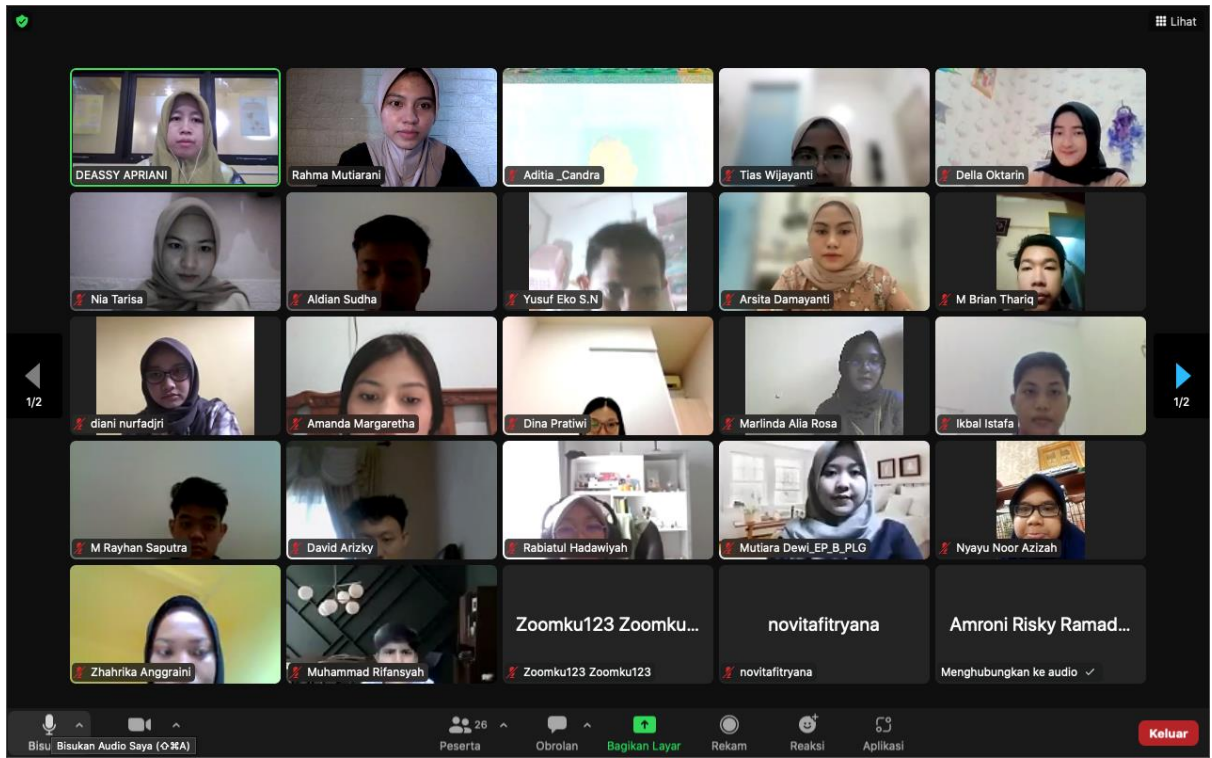 Lihat
DEASSY APRIANI
Rahma Mutiarani
Aditia _Candra
Tias Wijayanti
Della Oktarin
Nia Tarisa
Aldian Sudha
Yusuf Eko S.N
Arsita Damayanti
M Brian Thariq
1/2
diani nurfadjri
Amanda Margaretha
Dina Pratiwi
Marlinda Alia Rosa
Ikbal Istafa
1/2
M Rayhan Saputra
David Arizky
Rabiatul Hadawiyah
Mutiara Dewi_EP_B_PLG
Nyayu Noor Azizah
Zhahrika Anggraini
Muhammad Rifansyah
Zoomku123 Zoomku...
Zoomku123 Zoomku123
novitafitryana
novitafitryana
Amroni Risky Ramad...
Menghubungkan ke audio
Bisu
Bisukan Audio Saya (⇧⌘A)
26
Peserta
Obrolan
Bagikan Layar
Rekam
Reaksi
Aplikasi
Keluar